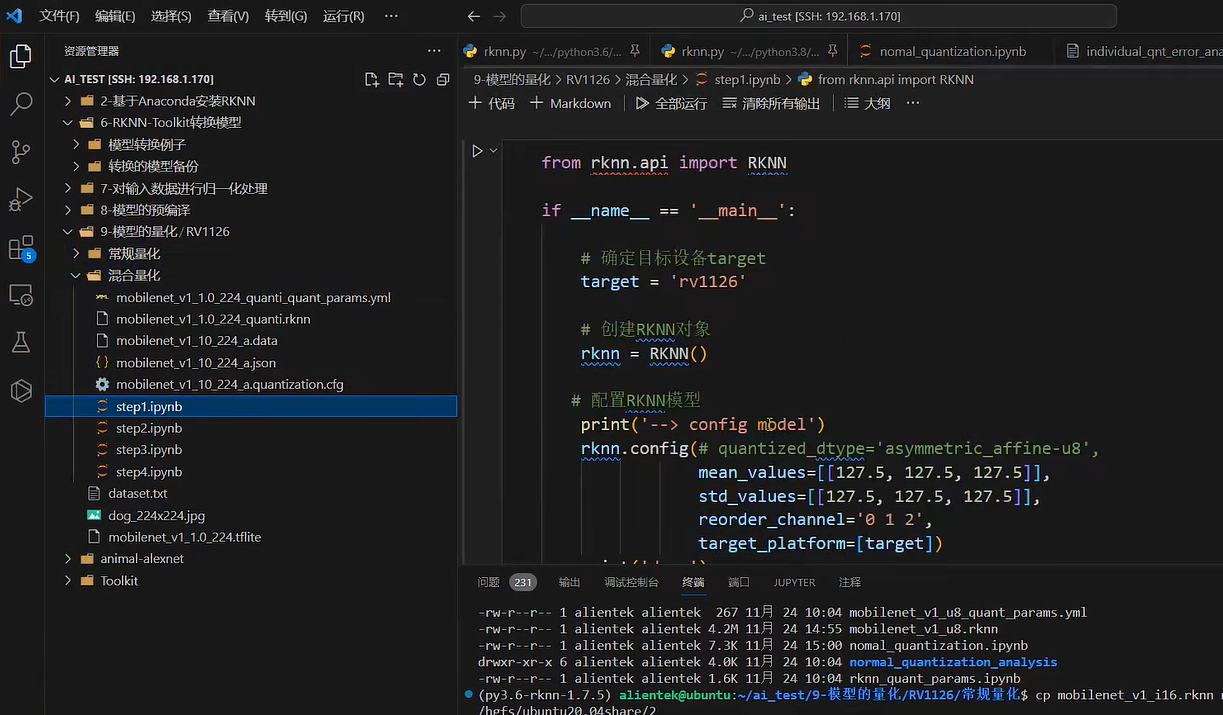 文件(F) 编辑(E) 选择(S) 查看(V) 转到(G) 运行(R) ··· ai_test [SSH: 192.168.1.170]
资源管理器 ···
rknn.py ~/.../python3.6/... rknn.py ~/.../python3.8/... nomal_quantization.ipynb individual_qnt_error_ana
AI_TEST [SSH: 192.168.1.170]
9-模型的量化 > RV1126 > 混合量化 > step1.ipynb > from rknn.api import RKNN
+ 代码 + Markdown 全部运行 清除所有输出 大纲 ···
2-基于Anaconda安装RKNN
6-RKNN-Toolkit转换模型
模型转换例子
转换的模型备份
7-对输入数据进行归一化处理
8-模型的预编译
9-模型的量化 / RV1126
常规量化
混合量化
mobilenet_v1_1.0_224_quanti_quant_params.yml
mobilenet_v1_1.0_224_quanti.rknn
mobilenet_v1_10_224_a.data
mobilenet_v1_10_224_a.json
mobilenet_v1_10_224_a.quantization.cfg
step1.ipynb
step2.ipynb
step3.ipynb
step4.ipynb
dataset.txt
dog_224x224.jpg
mobilenet_v1_1.0_224.tflite
animal-alexnet
Toolkit
5
from rknn.api import RKNN
if __name__ == '__main__':
# 确定目标设备target
target = 'rv1126'
# 创建RKNN对象
rknn = RKNN()
# 配置RKNN模型
print('--> config model')
rknn.config(# quantized_dtype='asymmetric_affine-u8',
mean_values=[[127.5, 127.5, 127.5]],
std_values=[[127.5, 127.5, 127.5]],
reorder_channel='0 1 2',
target_platform=[target])
问题 231 输出 调试控制台 终端 端口 JUPYTER 注释
-rw-r--r-- 1 alientek alientek 267 11月 24 10:04 mobilenet_v1_u8_quant_params.yml
-rw-r--r-- 1 alientek alientek 4.2M 11月 24 14:55 mobilenet_v1_u8.rknn
-rw-r--r-- 1 alientek alientek 7.3K 11月 24 15:00 nomal_quantization.ipynb
drwxr-xr-x 6 alientek alientek 4.0K 11月 24 10:04 normal_quantization_analysis
-rw-r--r-- 1 alientek alientek 1.6K 11月 24 10:04 rknn_quant_params.ipynb
(py3.6-rknn-1.7.5) alientek@ubuntu:~/ai_test/9-模型的量化/RV1126/常规量化$ cp mobilenet_v1_i16.rknn
/hgfs/ubuntu20.04share/2